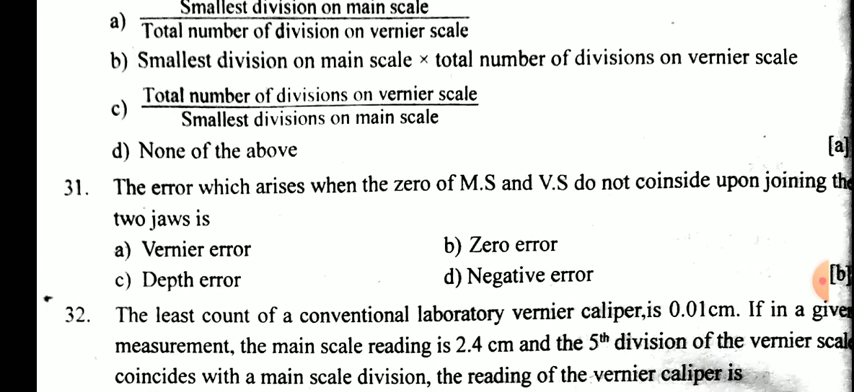 a) Smallest division on main scale
Total number of division on vernier scale
b) Smallest division on main scale × total number of divisions on vernier scale
c) Total number of divisions on vernier scale
Smallest divisions on main scale
d) None of the above [a]
31. The error which arises when the zero of M.S and V.S do not coinside upon joining the
two jaws is
a) Vernier error b) Zero error
c) Depth error d) Negative error [b]
32. The least count of a conventional laboratory vernier caliper,is 0.01cm. If in a given
measurement, the main scale reading is 2.4 cm and the 5th division of the vernier scale
coincides with a main scale division, the reading of the vernier caliper is